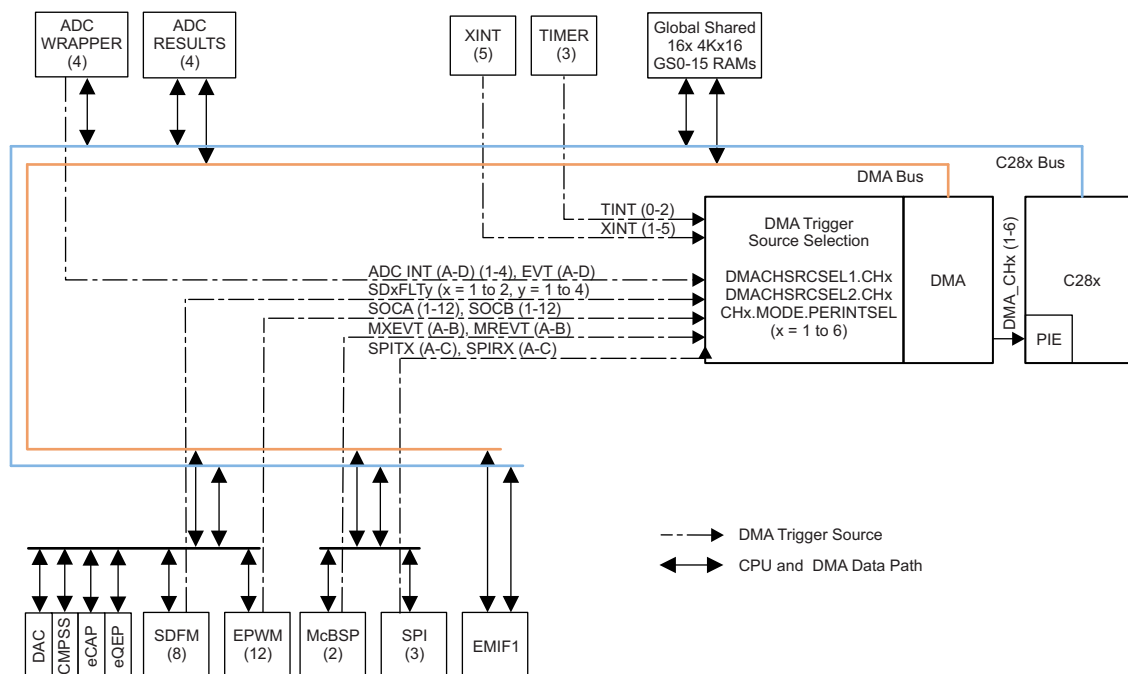 ADC
WRAPPER
(4)
ADC
RESULTS
(4)
XINT
(5)
TIMER
(3)
Global Shared
16x 4Kx16
GS0-15 RAMs
C28x Bus
DMA Bus
TINT (0-2)
XINT (1-5)
ADC INT (A-D) (1-4), EVT (A-D)
SDxFLTy (x = 1 to 2, y = 1 to 4)
SOCA (1-12), SOCB (1-12)
MXEVT (A-B), MREVT (A-B)
SPITX (A-C), SPIRX (A-C)
DMA Trigger
Source Selection
DMACHSRCSEL1.CHx
DMACHSRCSEL2.CHx
CHx.MODE.PERINTSEL
(x = 1 to 6)
DMA
DMA_CHx (1-6)
C28x
PIE
DMA Trigger Source
CPU and DMA Data Path
DAC
CMPSS
eCAP
eQEP
SDFM
(8)
EPWM
(12)
McBSP
(2)
SPI
(3)
EMIF1